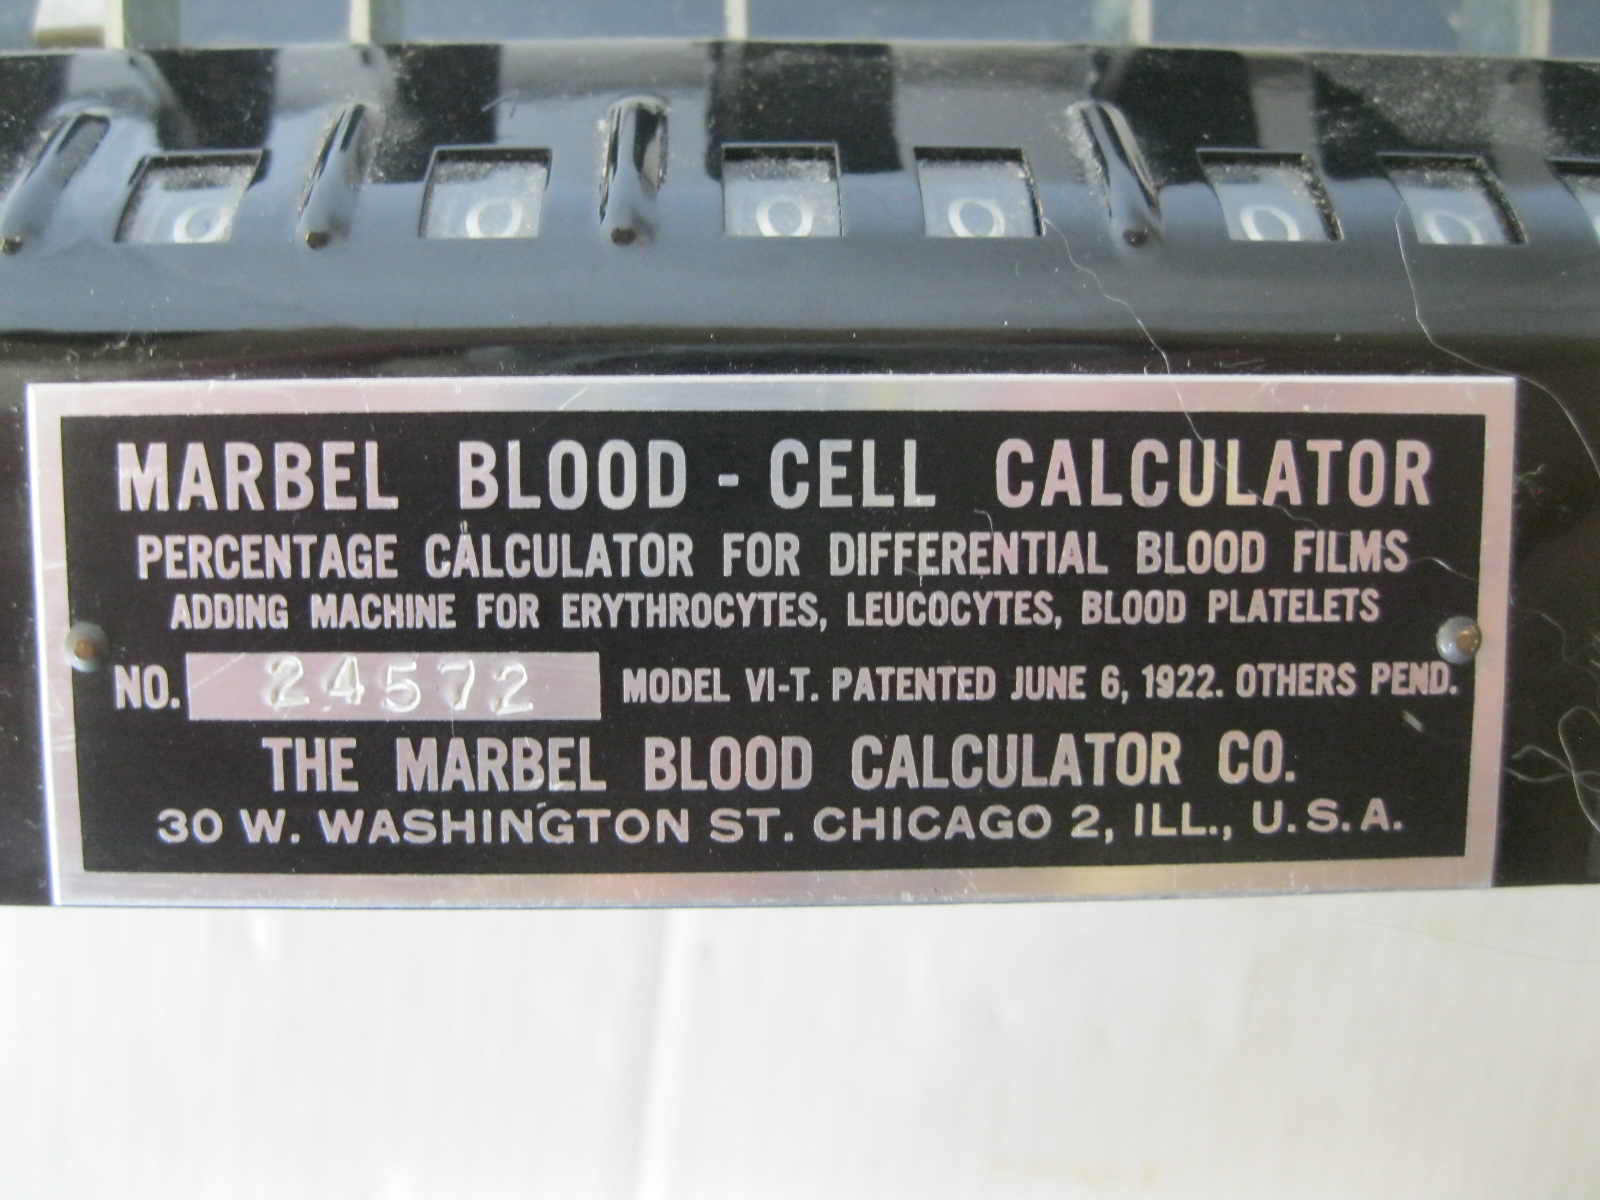 0 0 0 0 0 0
MARBEL BLOOD - CELL CALCULATOR
PERCENTAGE CALCULATOR FOR DIFFERENTIAL BLOOD FILMS
ADDING MACHINE FOR ERYTHROCYTES, LEUCOCYTES, BLOOD PLATELETS
NO. 24572 MODEL VI-T. PATENTED JUNE 6, 1922. OTHERS PEND.
THE MARBEL BLOOD CALCULATOR CO.
30 W. WASHINGTON ST. CHICAGO 2, ILL., U.S.A.